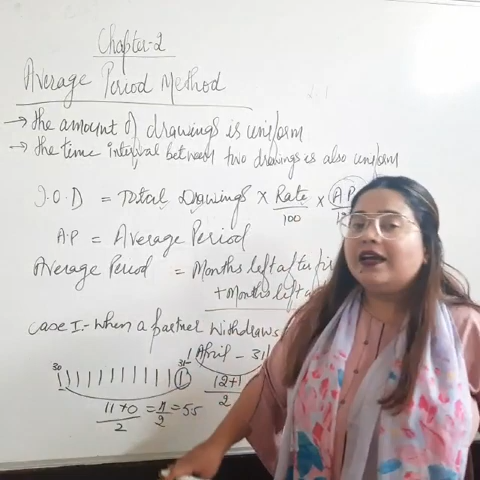 Chapter-2
Average Period Method
→ the amount of drawings is uniform
→ the time interval between two drawings is also uniform
I.O.D = Total Drawings × Rate/100 × A.P
A.P = Average Period
Average Period = Months left after
+ Months left
Case I:- When a partner withdraws
1 April - 31
30 31
12+1/2
11+0/2 = 11/2 = 5.5